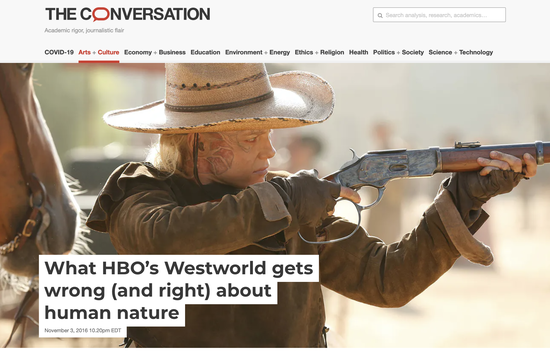 THE CONVERSATION
Academic rigor, journalistic flair
Search analysis, research, academics…
COVID-19 Arts + Culture Economy + Business Education Environment + Energy Ethics + Religion Health Politics + Society Science + Technology
What HBO’s Westworld gets
wrong (and right) about
human nature
November 3, 2016 10.20pm EDT